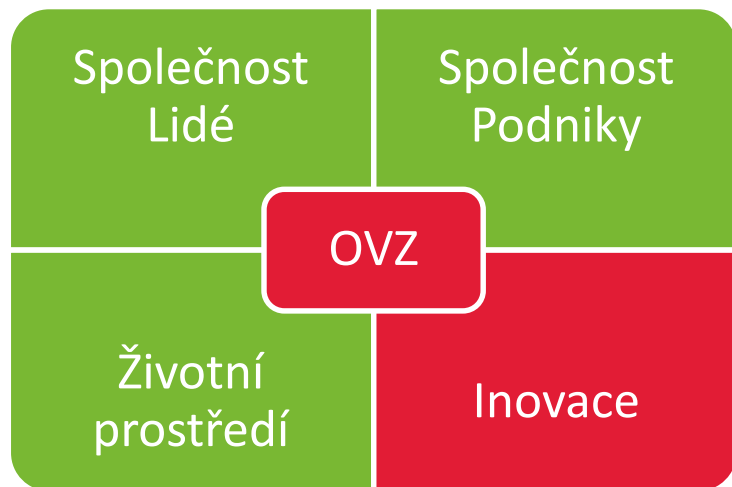 Společnost
Lidé
Společnost
Podniky
OVZ
Životní
prostředí
Inovace